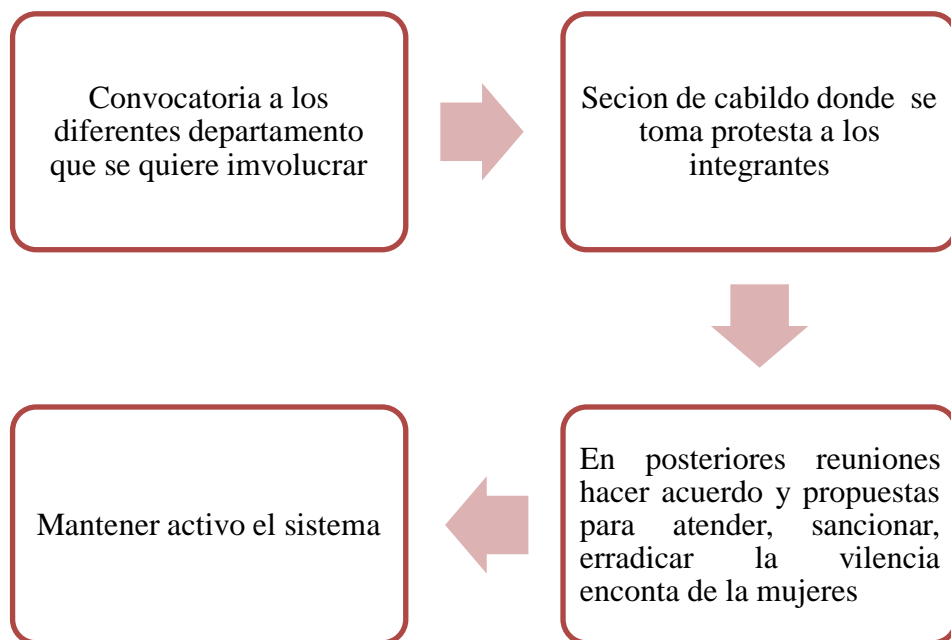 Convocatoria a los
diferentes departamento
que se quiere imvolucrar
Secion de cabildo donde se
toma protesta a los
integrantes
En posteriores reuniones
hacer acuerdo y propuestas
para atender, sancionar,
erradicar la vilencia
enconta de la mujeres
Mantener activo el sistema